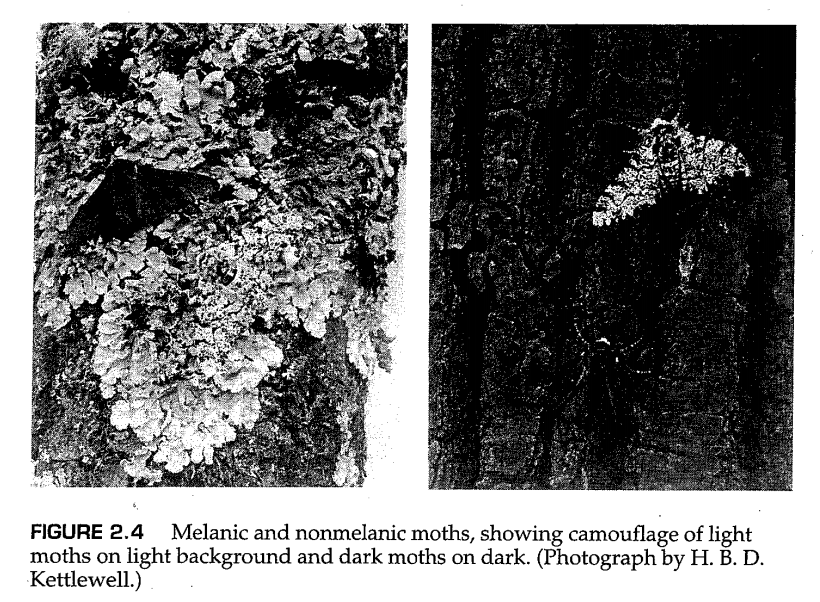 FIGURE 2.4 Melanic and nonmelanic moths, showing camouflage of light
moths on light background and dark moths on dark. (Photograph by H. B. D.
Kettlewell.)